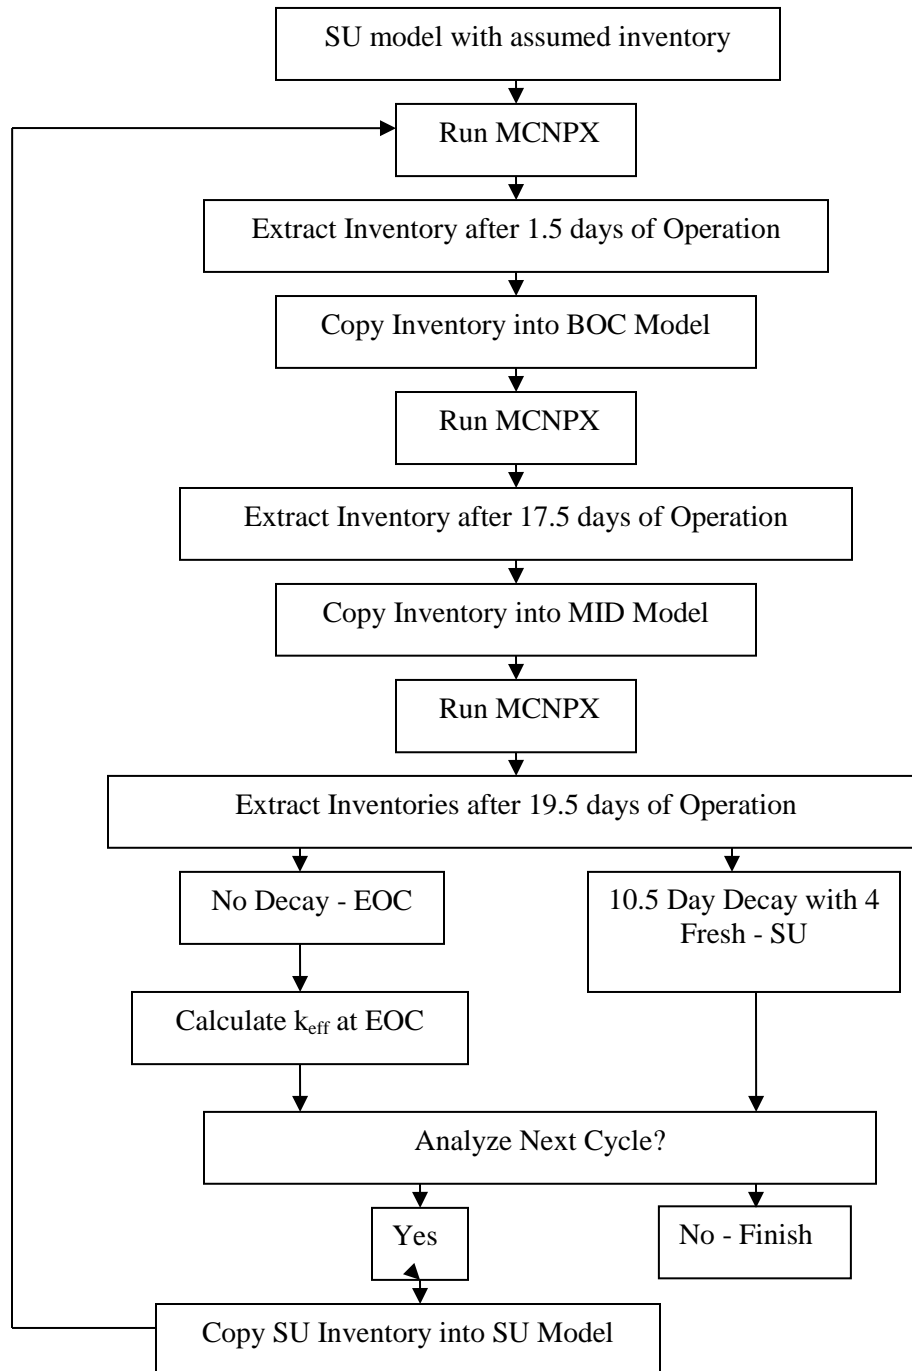 SU model with assumed inventory
Run MCNPX
Extract Inventory after 1.5 days of Operation
Copy Inventory into BOC Model
Run MCNPX
Extract Inventory after 17.5 days of Operation
Copy Inventory into MID Model
Run MCNPX
Extract Inventories after 19.5 days of Operation
No Decay - EOC
10.5 Day Decay with 4
Fresh - SU
Calculate keff at EOC
Analyze Next Cycle?
Yes
No - Finish
Copy SU Inventory into SU Model